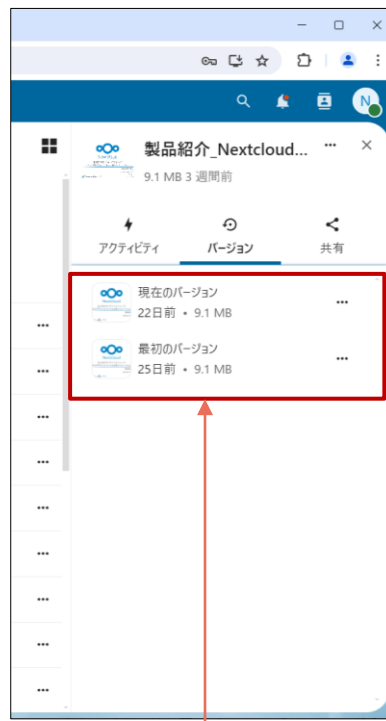 N
製品紹介_Nextcloud...
9.1 MB 3 週間前
アクティビティ
バージョン
共有
現在のバージョン
22日前 • 9.1 MB
最初のバージョン
25日前 • 9.1 MB